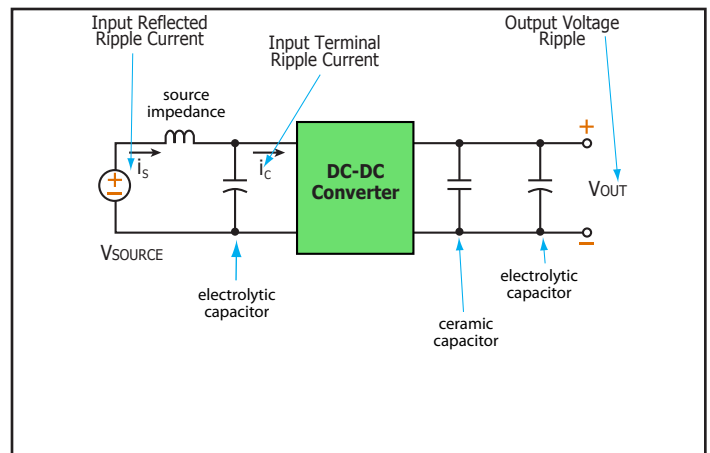 Input Reflected
Ripple Current
Input Terminal
Ripple Current
Output Voltage
Ripple
source
impedance
iS
iC
DC-DC
Converter
+
−
+
VOUT
−
VSOURCE
electrolytic
capacitor
ceramic
capacitor
electrolytic
capacitor